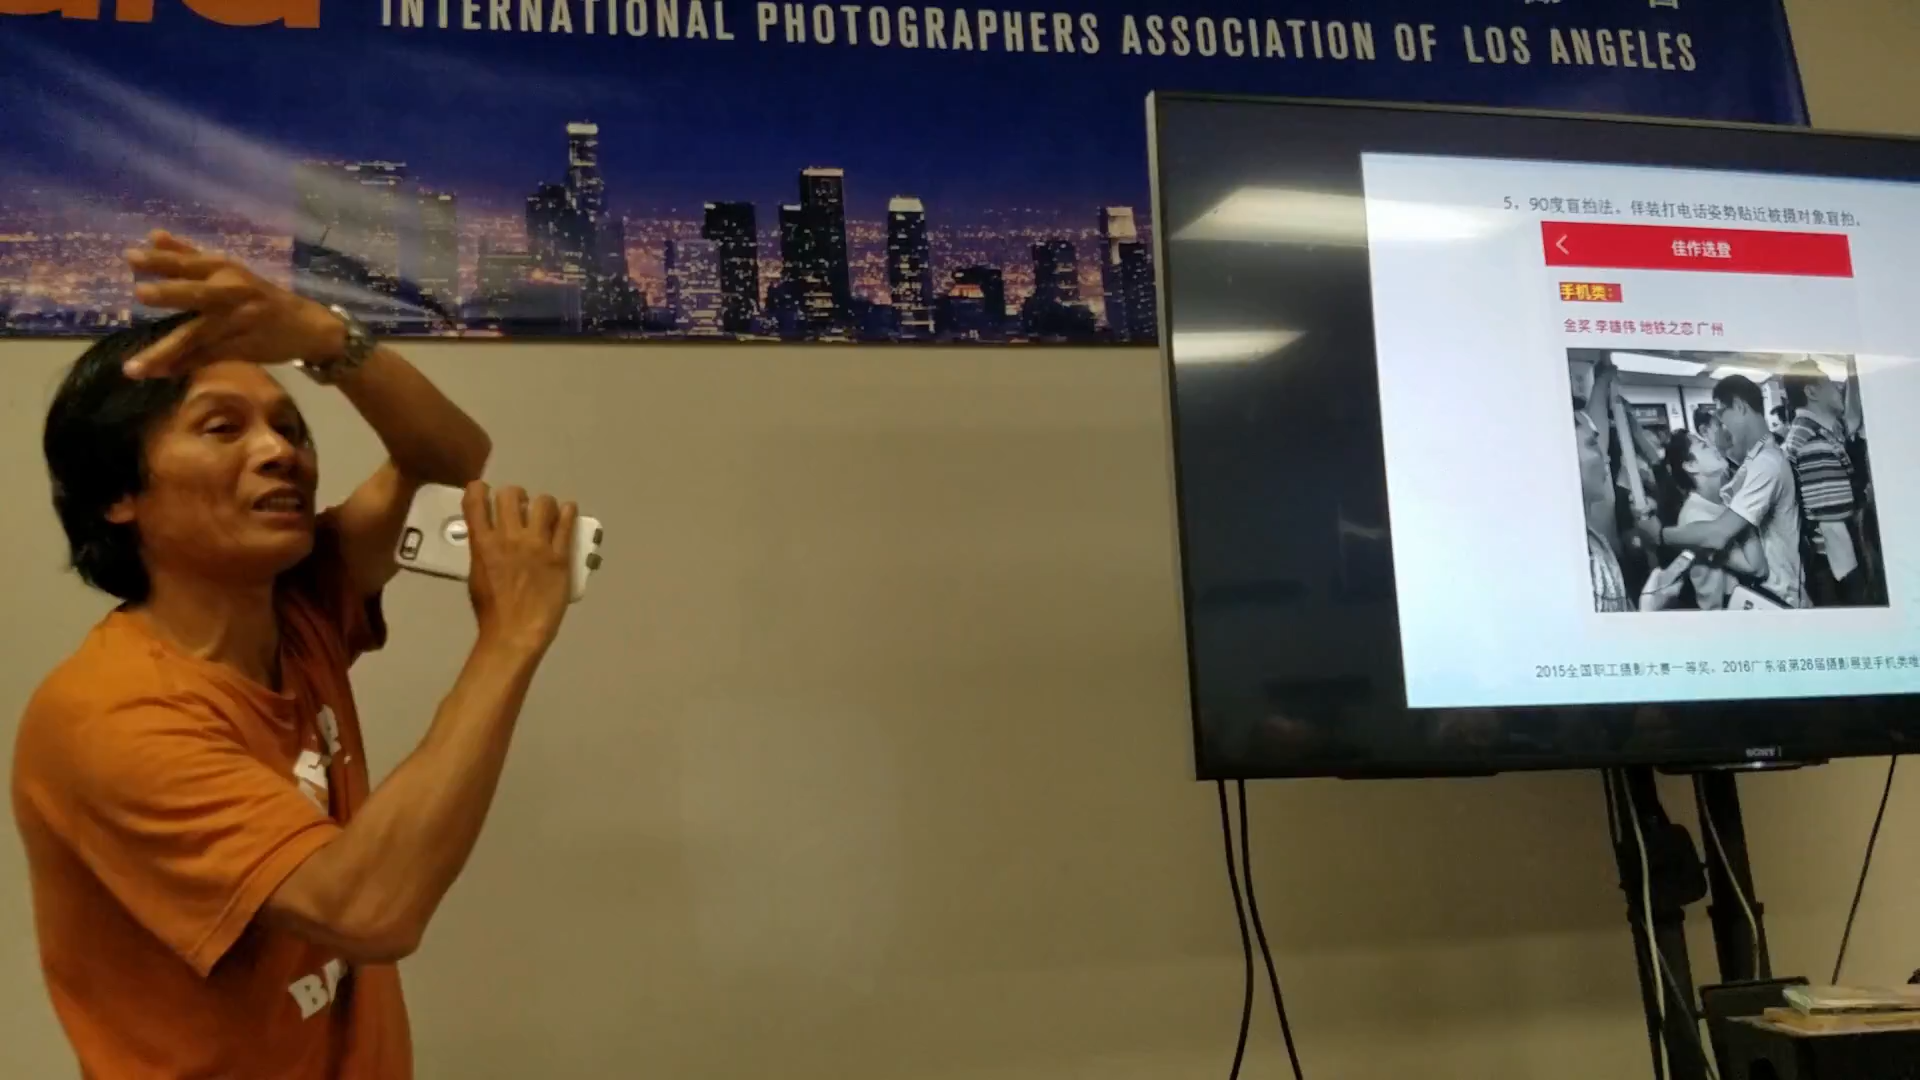 INTERNATIONAL PHOTOGRAPHERS ASSOCIATION OF LOS ANGELES
5，90度盲拍法，佯装打电话姿势贴近被摄对象盲拍。
佳作选登
手机类：
金奖 李雄伟 地铁之恋 广州
2015全国职工摄影大赛一等奖，2016广东省第26届摄影展览手机类唯
SONY